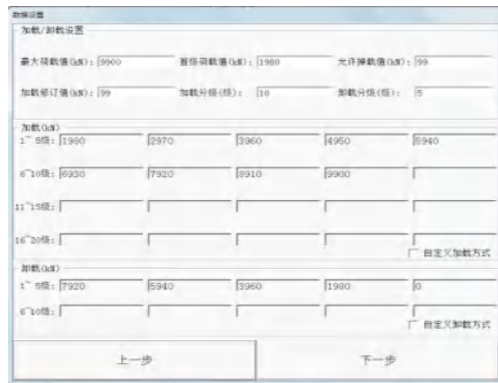 数据设置
加载/卸载设置
最大荷载值(kN): 9900 首级荷载值(kN): 1980 允许掉载值(kN): 99
加载修订值(kN): 99 加载分级(级): 10 卸载分级(级): 5
加载(kN)
1~ 5级: 1980 2970 3960 4950 5940
6~10级: 6930 7920 8910 9900
11~15级:
16~20级:
自定义加载方式
卸载(kN)
1~ 5级: 7920 5940 3960 1980 0
6~10级:
自定义卸载方式
上一步 下一步